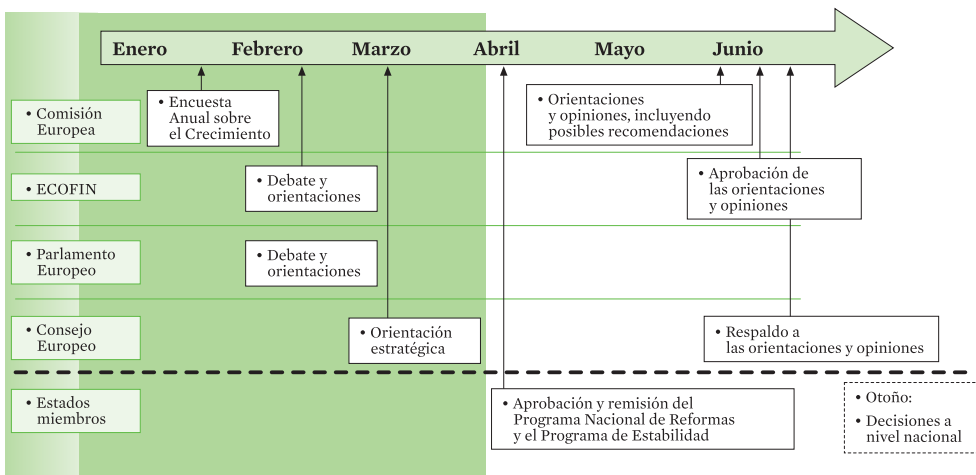 Enero Febrero Marzo Abril Mayo Junio
• Comisión
Europea
• Encuesta
Anual sobre
el Crecimiento
• Orientaciones
y opiniones, incluyendo
posibles recomendaciones
• ECOFIN
• Debate y
orientaciones
• Aprobación de
las orientaciones
y opiniones
• Parlamento
Europeo
• Debate y
orientaciones
• Consejo
Europeo
• Orientación
estratégica
• Respaldo a
las orientaciones y opiniones
• Estados
miembros
• Aprobación y remisión del
Programa Nacional de Reformas
y el Programa de Estabilidad
• Otoño:
• Decisiones a
nivel nacional